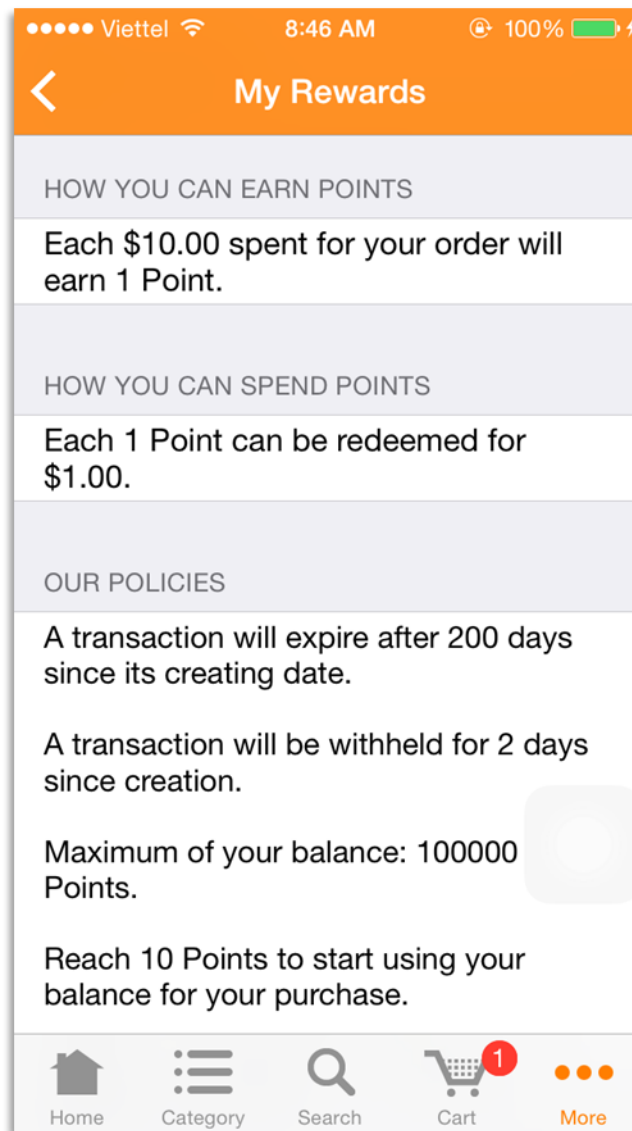 Viettel 8:46 AM 100%
My Rewards
HOW YOU CAN EARN POINTS
Each $10.00 spent for your order will
earn 1 Point.
HOW YOU CAN SPEND POINTS
Each 1 Point can be redeemed for
$1.00.
OUR POLICIES
A transaction will expire after 200 days
since its creating date.
A transaction will be withheld for 2 days
since creation.
Maximum of your balance: 100000
Points.
Reach 10 Points to start using your
balance for your purchase.
1
Home Category Search Cart More